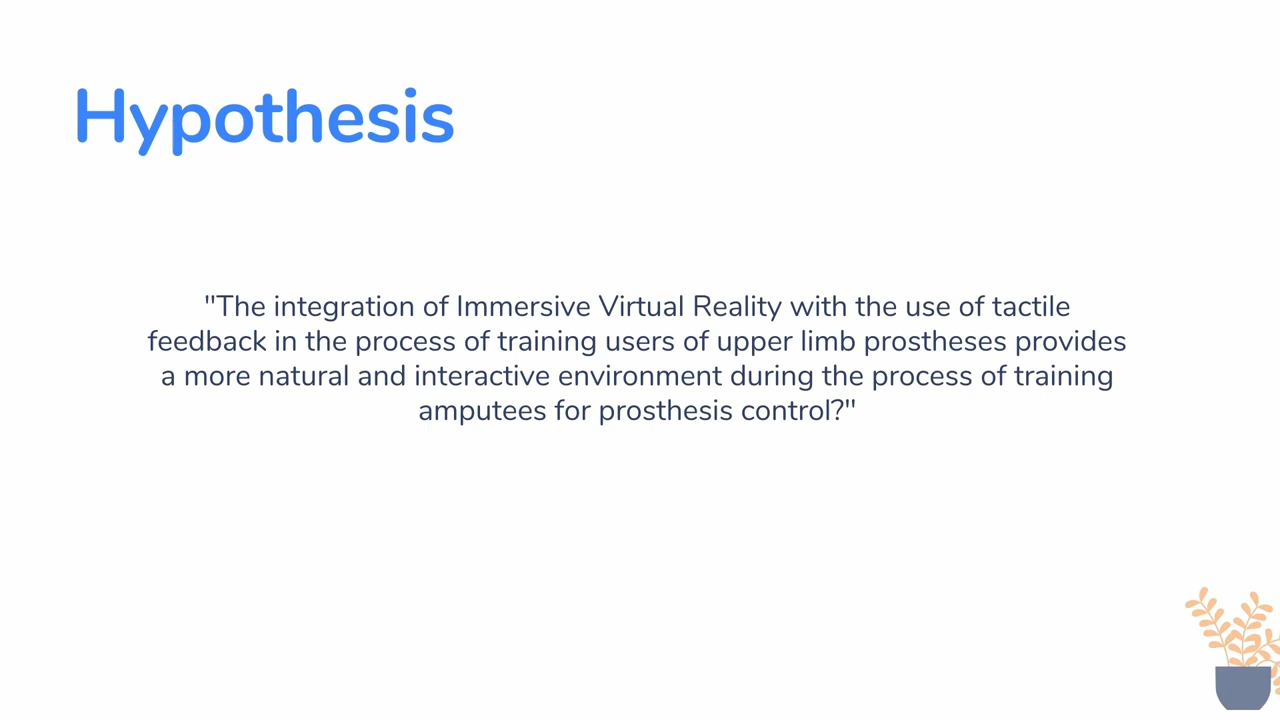 Hypothesis
"The integration of Immersive Virtual Reality with the use of tactile
feedback in the process of training users of upper limb prostheses provides
a more natural and interactive environment during the process of training
amputees for prosthesis control?"